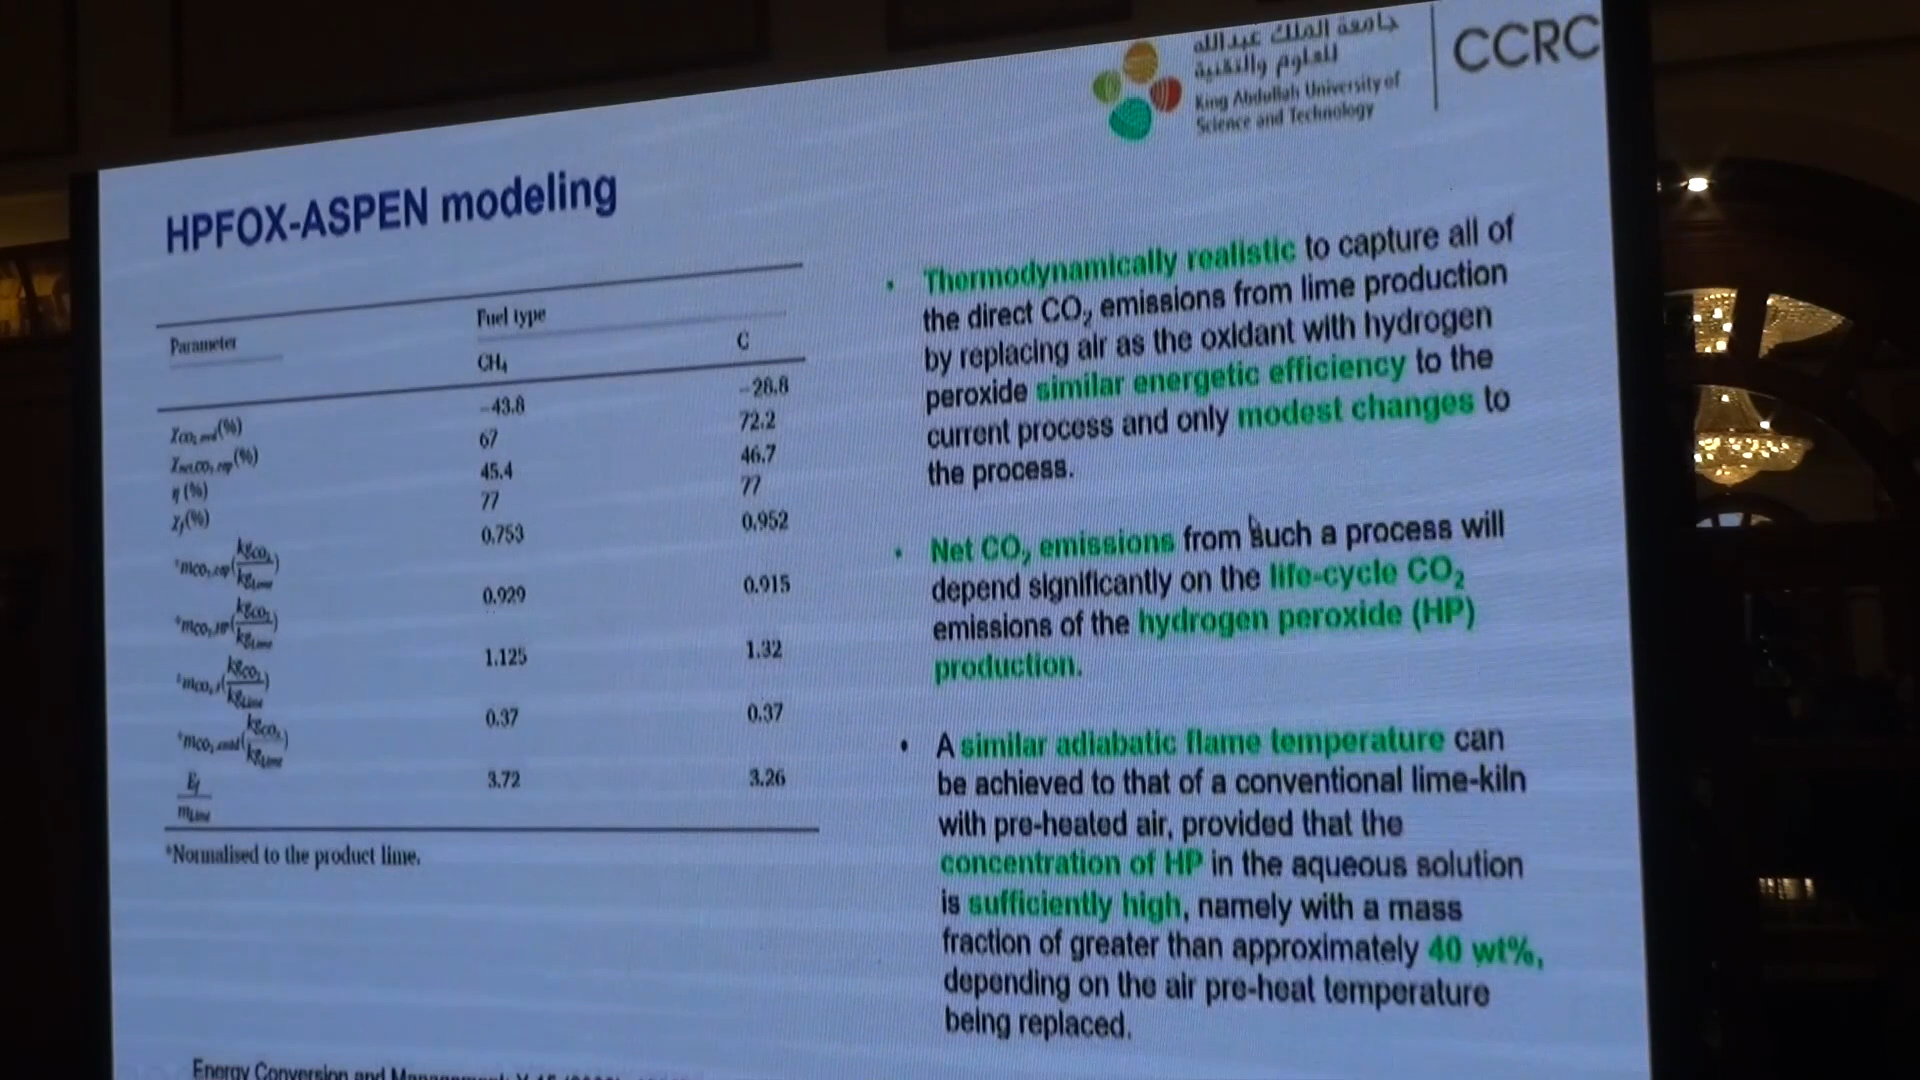 جامعة الملك عبدالله
للعلوم والتقنية
King Abdullah University of
Science and Technology
CCRC
HPFOX-ASPEN modeling
Parameter
Fuel type
CH₄ C
-43.8 -28.8
67 72.2
η (%) 45.4 46.7
77 77
0.753 0.952
0.929 0.915
1.125 1.32
0.37 0.37
3.72 3.26
*Normalised to the product lime.
• Thermodynamically realistic to capture all of
the direct CO₂ emissions from lime production
by replacing air as the oxidant with hydrogen
peroxide similar energetic efficiency to the
current process and only modest changes to
the process.
• Net CO₂ emissions from such a process will
depend significantly on the life-cycle CO₂
emissions of the hydrogen peroxide (HP)
production.
• A similar adiabatic flame temperature can
be achieved to that of a conventional lime-kiln
with pre-heated air, provided that the
concentration of HP in the aqueous solution
is sufficiently high, namely with a mass
fraction of greater than approximately 40 wt%,
depending on the air pre-heat temperature
being replaced.
Energy Conversion and